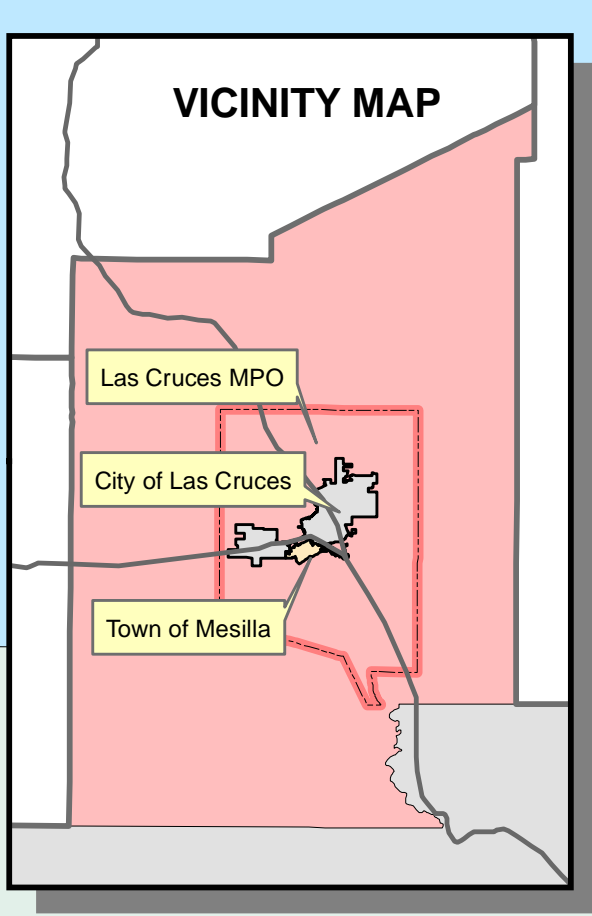 VICINITY MAP
Las Cruces MPO
City of Las Cruces
Town of Mesilla